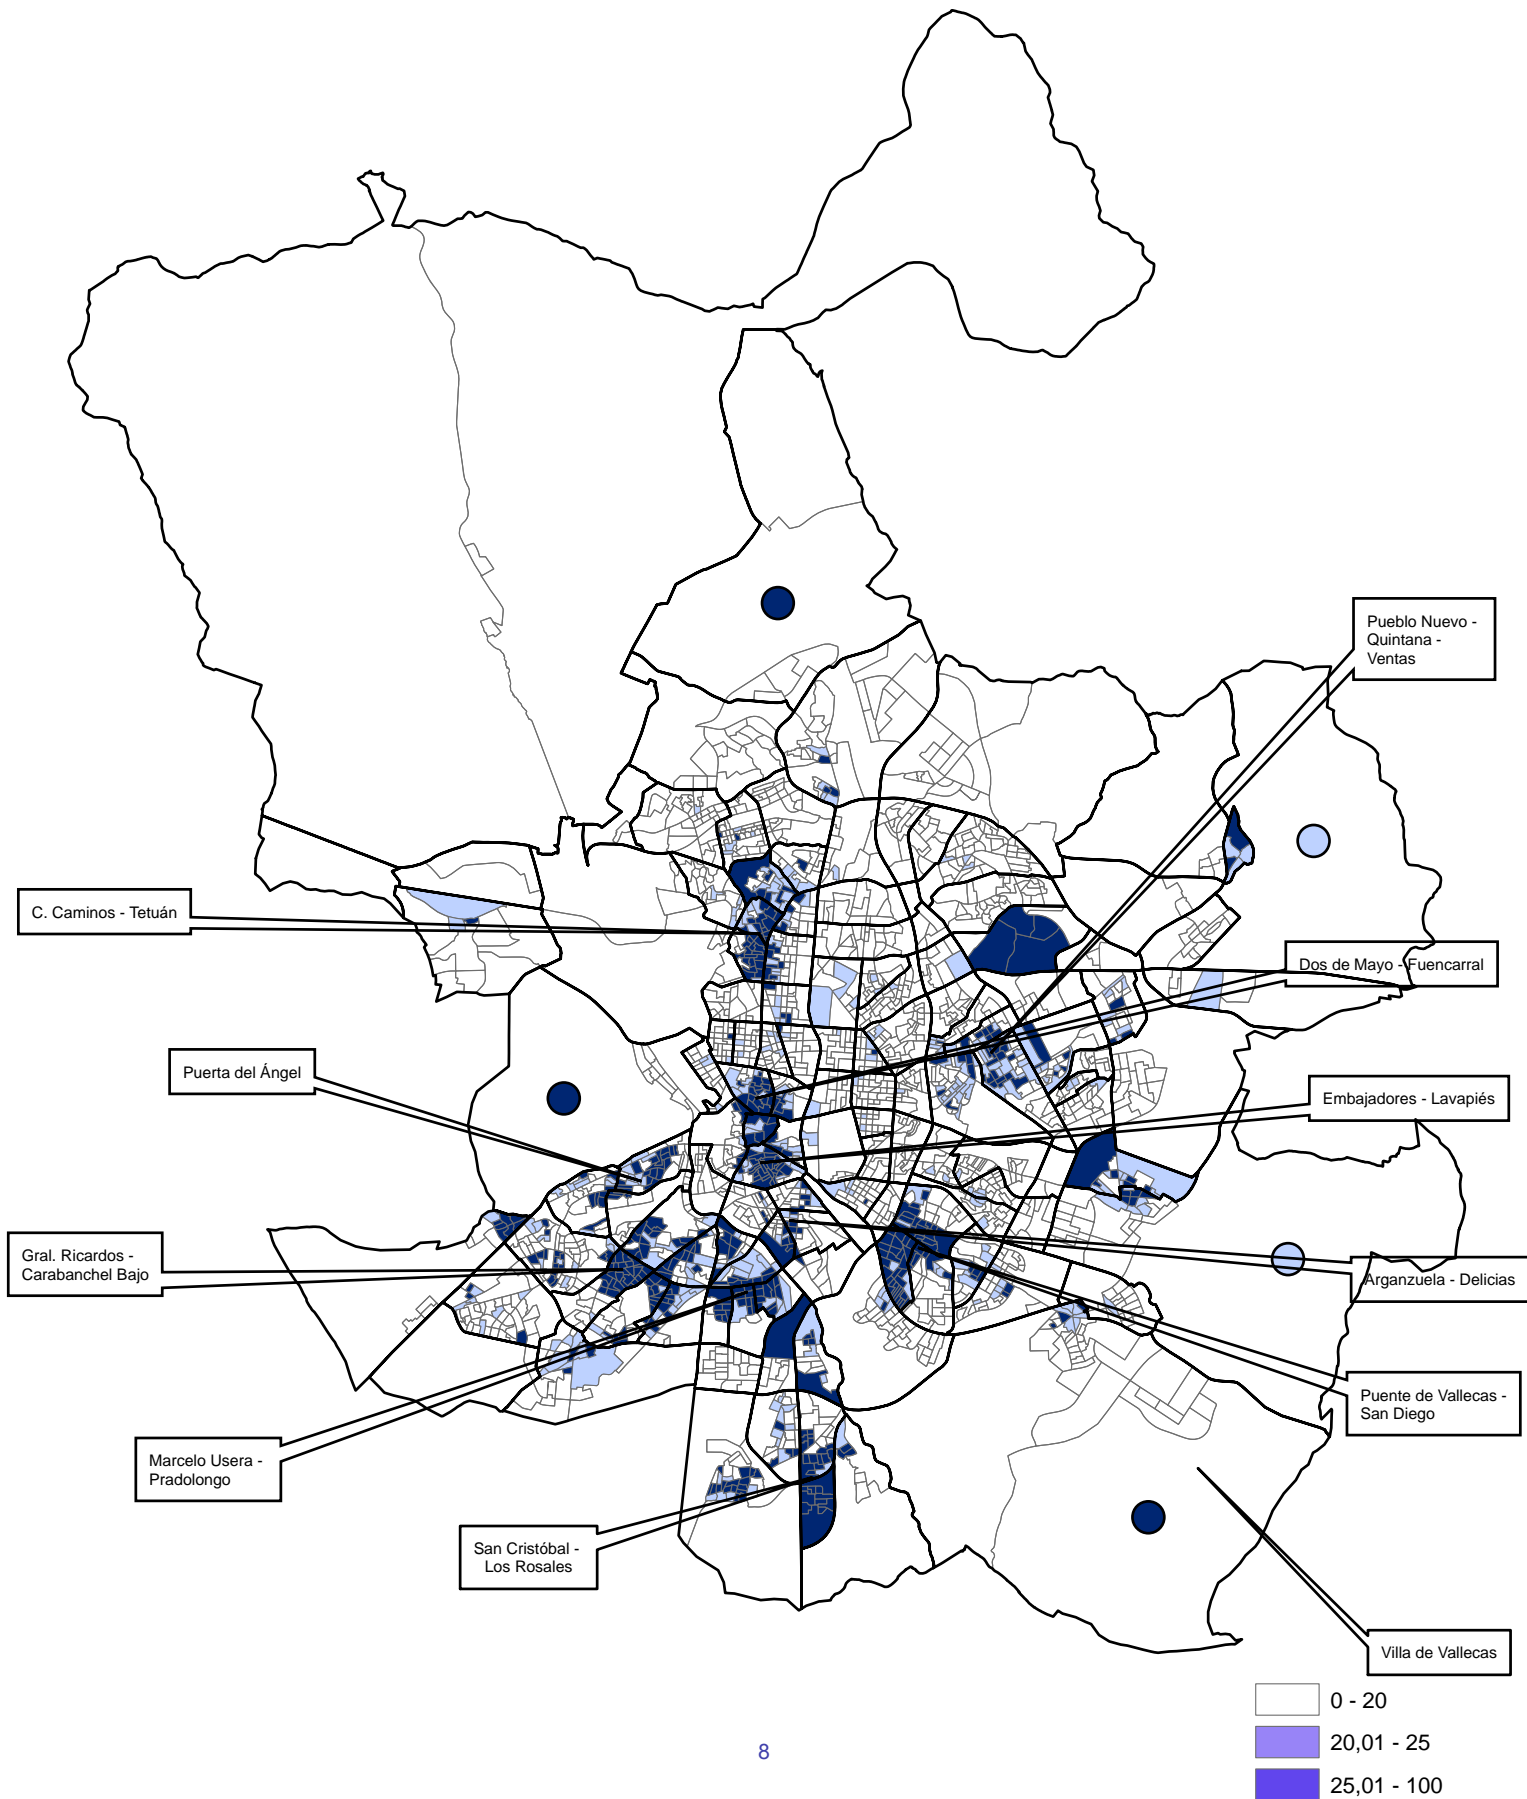 Pueblo Nuevo -
Quintana -
Ventas
C. Caminos - Tetuán
Dos de Mayo - Fuencarral
Puerta del Ángel
Embajadores - Lavapiés
Gral. Ricardos -
Carabanchel Bajo
Arganzuela - Delicias
Puente de Vallecas -
San Diego
Marcelo Usera -
Pradolongo
San Cristóbal -
Los Rosales
Villa de Vallecas
0 - 20
20,01 - 25
25,01 - 100
8